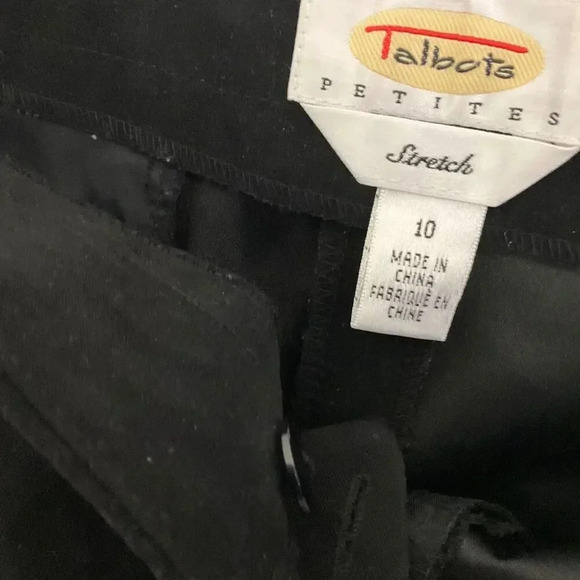 Talbots
PETITES
Stretch
10
MADE IN
CHINA
FABRIQUÉ EN
CHINE